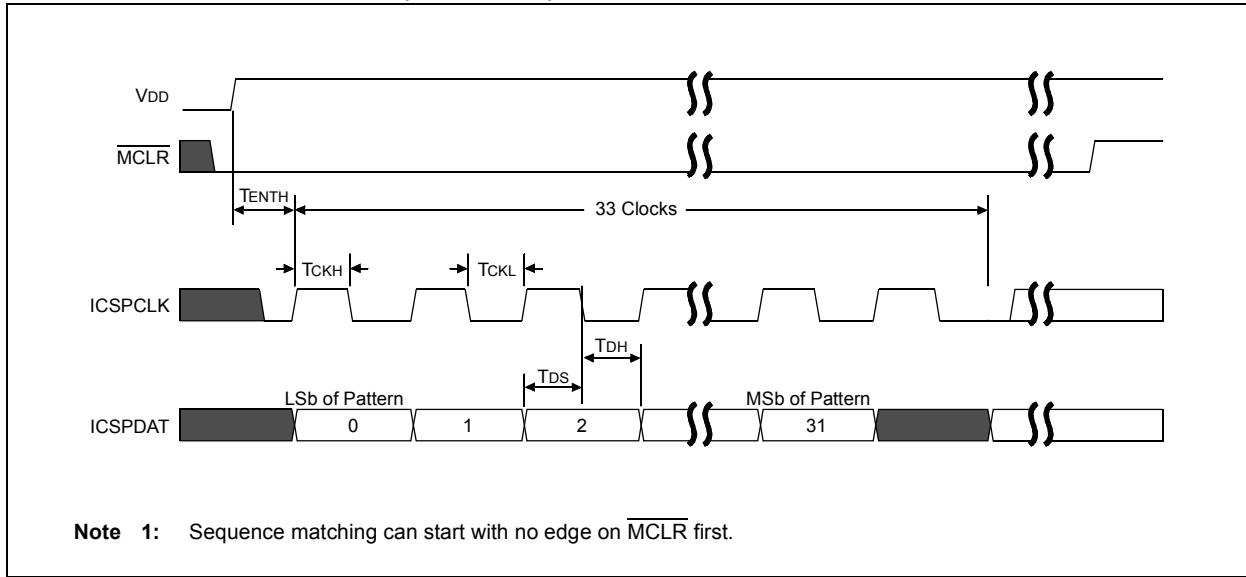 VDD
MCLR
TENTH
33 Clocks
TCKH
TCKL
ICSPCLK
TDH
TDS
LSb of Pattern
MSb of Pattern
ICSPDAT
0
1
2
31
Note 1: Sequence matching can start with no edge on MCLR first.